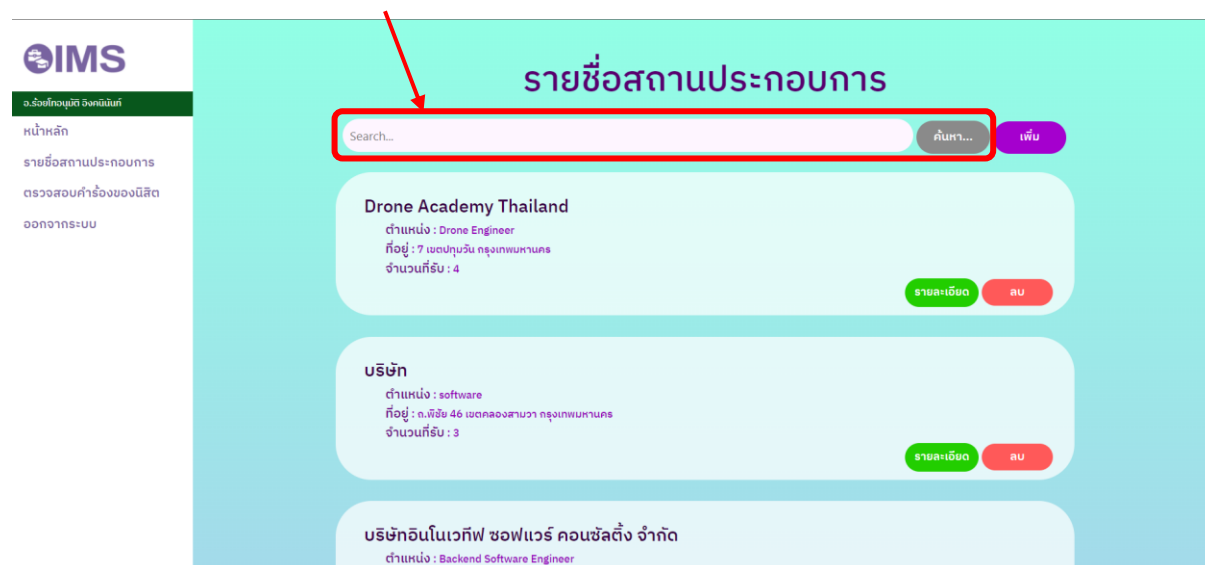 IMS
อ.ร้อยโทอนุมัติ อิงคนินันท์
หน้าหลัก
รายชื่อสถานประกอบการ
ตรวจสอบคำร้องของนิสิต
ออกจากระบบ
รายชื่อสถานประกอบการ
Search... ค้นหา... เพิ่ม
Drone Academy Thailand
ตำแหน่ง : Drone Engineer
ที่อยู่ : 7 เขตปทุมวัน กรุงเทพมหานคร
จำนวนที่รับ : 4
รายละเอียด ลบ
บริษัท
ตำแหน่ง : software
ที่อยู่ : ถ.พิชัย 46 เขตคลองสามวา กรุงเทพมหานคร
จำนวนที่รับ : 3
รายละเอียด ลบ
บริษัทอินโนเวทีฟ ซอฟแวร์ คอนซัลติ้ง จำกัด
ตำแหน่ง : Backend Software Engineer